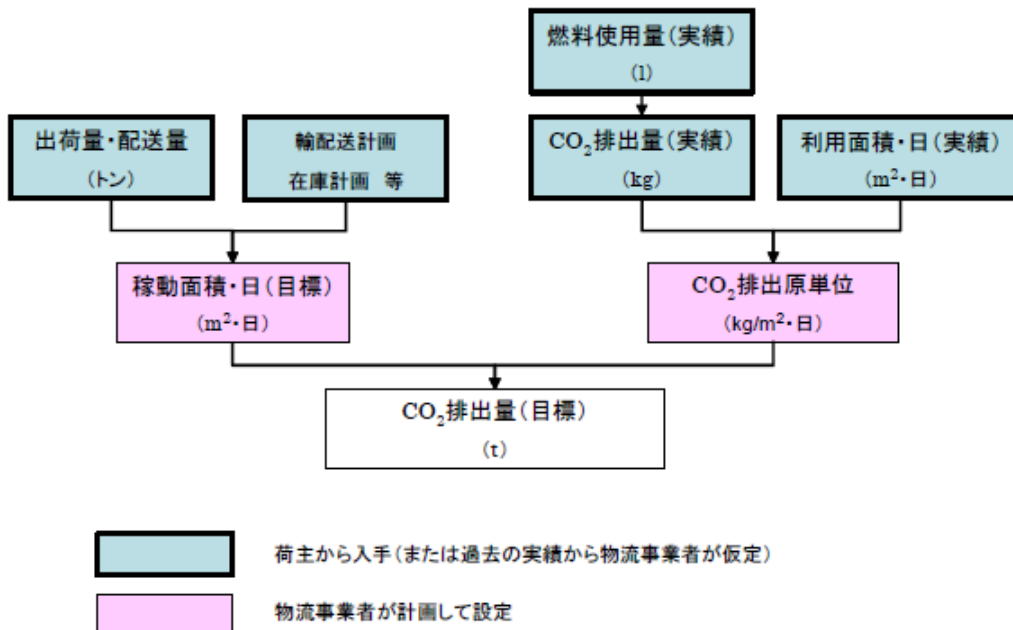 燃料使用量(実績)
(l)
出荷量・配送量
(トン)
輸配送計画
在庫計画 等
CO₂排出量(実績)
(kg)
利用面積・日(実績)
(m²・日)
稼動面積・日(目標)
(m²・日)
CO₂排出原単位
(kg/m²・日)
CO₂排出量(目標)
(t)
荷主から入手(または過去の実績から物流事業者が仮定)
物流事業者が計画して設定